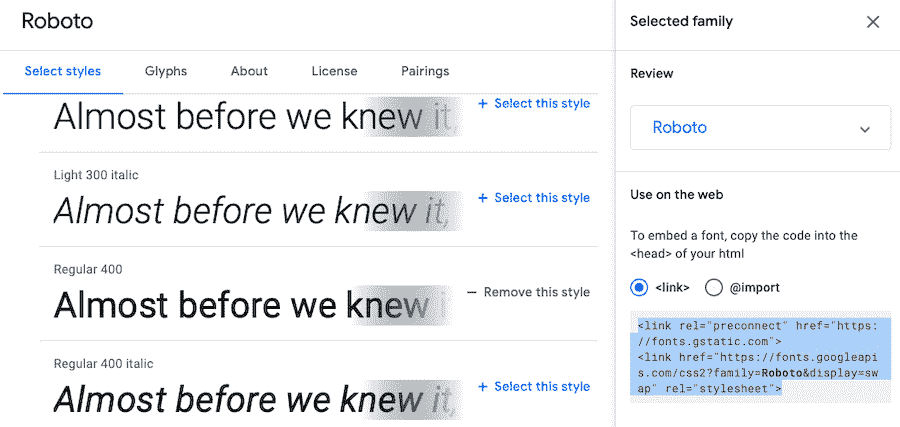 Roboto
Select styles
Glyphs
About
License
Pairings
Almost before we knew it,
+ Select this style
Light 300 italic
Almost before we knew it,
+ Select this style
Regular 400
Almost before we knew i
— Remove this style
Regular 400 italic
Almost before we knew it,
+ Select this style
Selected family
Review
Roboto
Use on the web
To embed a font, copy the code into the
<head> of your html
<link>
@import
<link rel="preconnect" href="https:
//fonts.gstatic.com">
<link href="https://fonts.googleapi
s.com/css2?family=Roboto&display=sw
ap" rel="stylesheet">